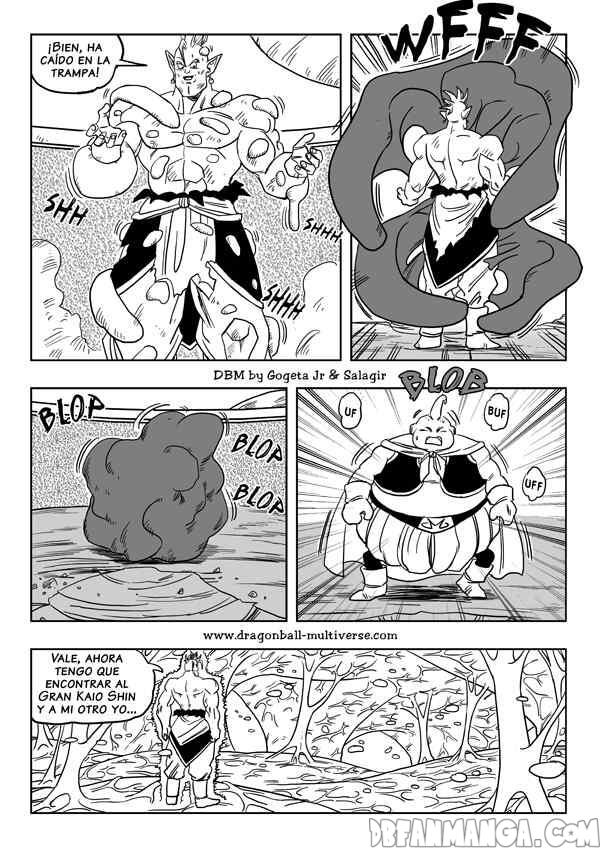 ¡Bien, ha
caído en la
trampa!
WFFF
SHH
SHHH
SHHH
DBM by Gogeta Jr & Salagir
BLOP
BLOP
BLOP
BLOB
UF
BUF
UFF
www.dragonball-multiverse.com
Vale, ahora
tengo que
encontrar al
Gran Kaio Shin
y a mi otro yo...
DBFANMANGA.COM